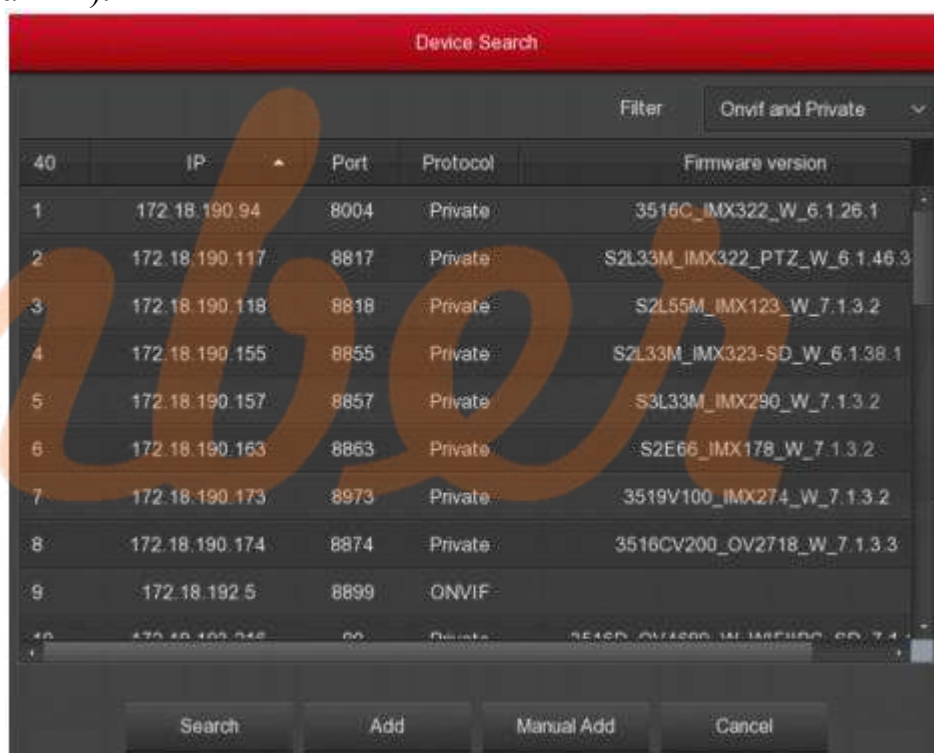 Device Search
Filter Onvif and Private
40 IP Port Protocol Firmware version
1 172.18.190.94 8004 Private 3516C_IMX322_W_6.1.26.1
2 172.18.190.117 8817 Private S2L33M_IMX322_PTZ_W_6.1.46.3
3 172.18.190.118 8818 Private S2L55M_IMX123_W_7.1.3.2
4 172.18.190.155 8855 Private S2L33M_IMX323-SD_W_6.1.38.1
5 172.18.190.157 8857 Private S3L33M_IMX290_W_7.1.3.2
6 172.18.190.163 8863 Private S2E66_IMX178_W_7.1.3.2
7 172.18.190.173 8973 Private 3519V100_IMX274_W_7.1.3.2
8 172.18.190.174 8874 Private 3516CV200_OV2718_W_7.1.3.3
9 172.18.192.5 8899 ONVIF
Private
Search Add Manual Add Cancel